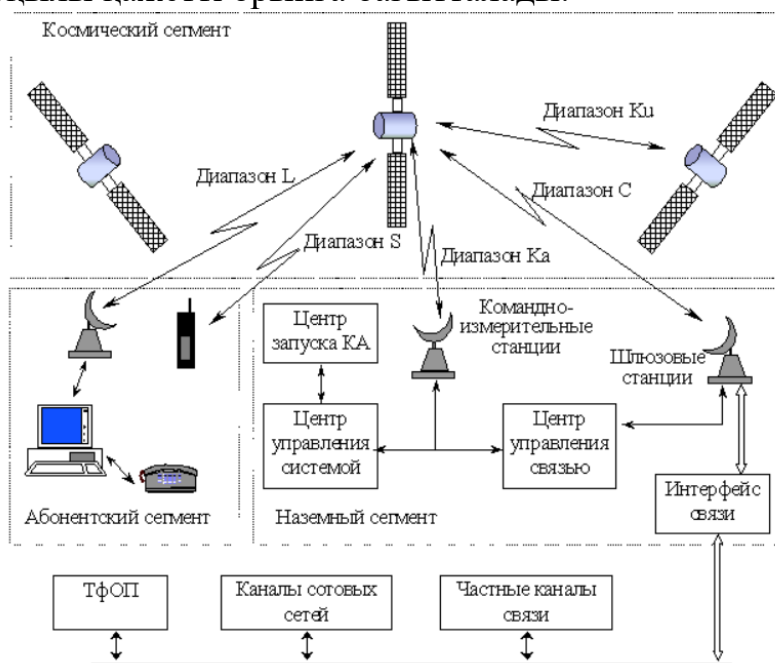 Космический сегмент
Диапазон Ku
Диапазон L
Диапазон C
Диапазон S
Диапазон Ka
Центр
запуска КА
Командно-
измерительные
станции
Шлюзовые
станции
Центр
управления
системой
Центр
управления
связью
Интерфейс
связи
Абонентский сегмент
Наземный сегмент
ТфОП
Каналы сотовых
сетей
Частные каналы
связи